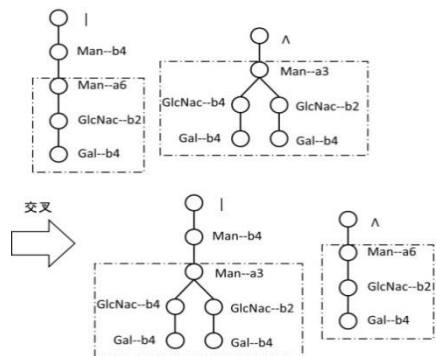 |
Man--b4
Man--a6
GlcNac--b2
Gal--b4
∧
Man--a3
GlcNac--b4 GlcNac--b2
Gal--b4 Gal--b4
交叉
|
Man--b4
Man--a3
GlcNac--b4 GlcNac--b2
Gal--b4 Gal--b4
∧
Man--a6
GlcNac--b2
Gal--b4